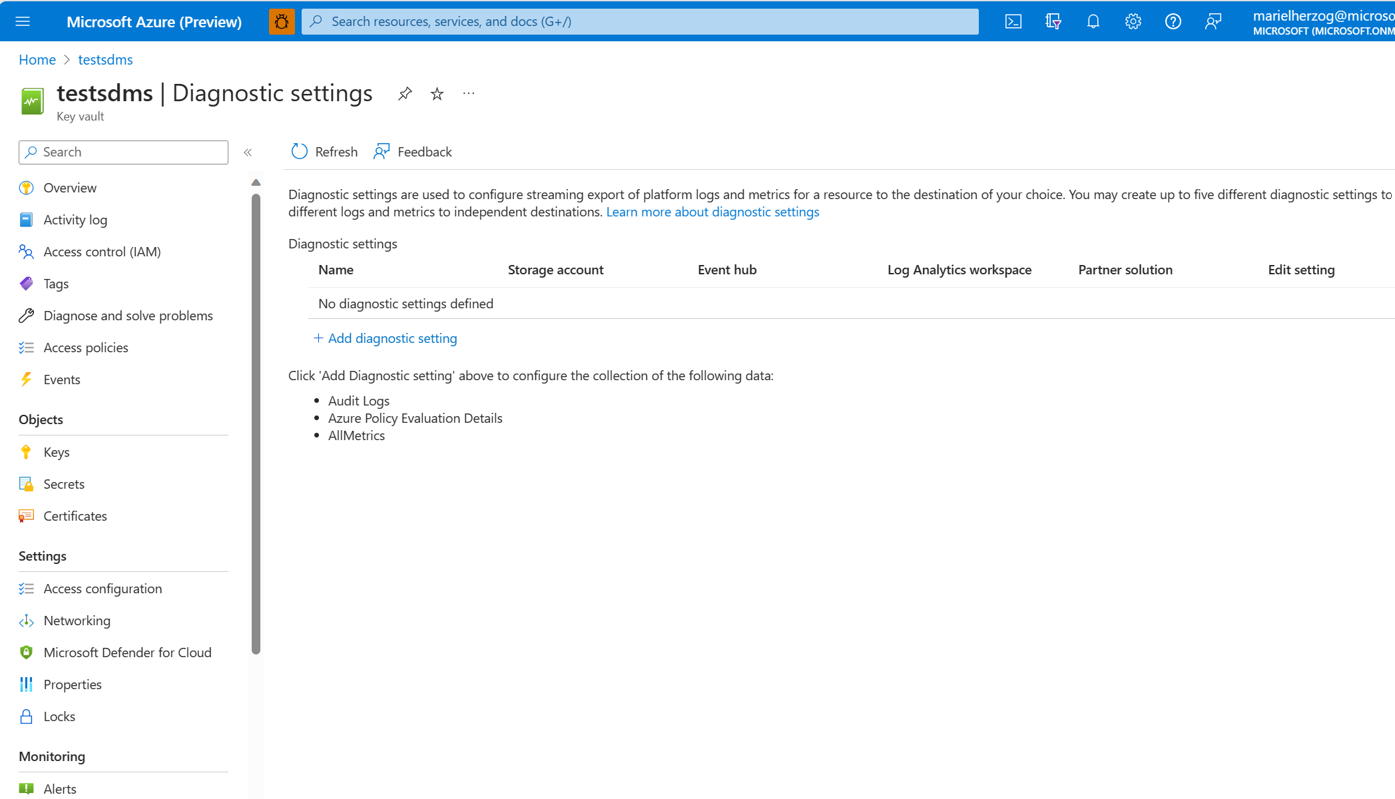 Microsoft Azure (Preview)
Search resources, services, and docs (G+/)
marielherzog@microso
MICROSOFT (MICROSOFT.ONM
Home > testsdms
testsdms | Diagnostic settings
Key vault
Search
Overview
Activity log
Access control (IAM)
Tags
Diagnose and solve problems
Access policies
Events
Objects
Keys
Secrets
Certificates
Settings
Access configuration
Networking
Microsoft Defender for Cloud
Properties
Locks
Monitoring
Alerts
Refresh
Feedback
Diagnostic settings are used to configure streaming export of platform logs and metrics for a resource to the destination of your choice. You may create up to five different diagnostic settings to
different logs and metrics to independent destinations. Learn more about diagnostic settings
Diagnostic settings
Name Storage account Event hub Log Analytics workspace Partner solution Edit setting
No diagnostic settings defined
+ Add diagnostic setting
Click 'Add Diagnostic setting' above to configure the collection of the following data:
• Audit Logs
• Azure Policy Evaluation Details
• AllMetrics